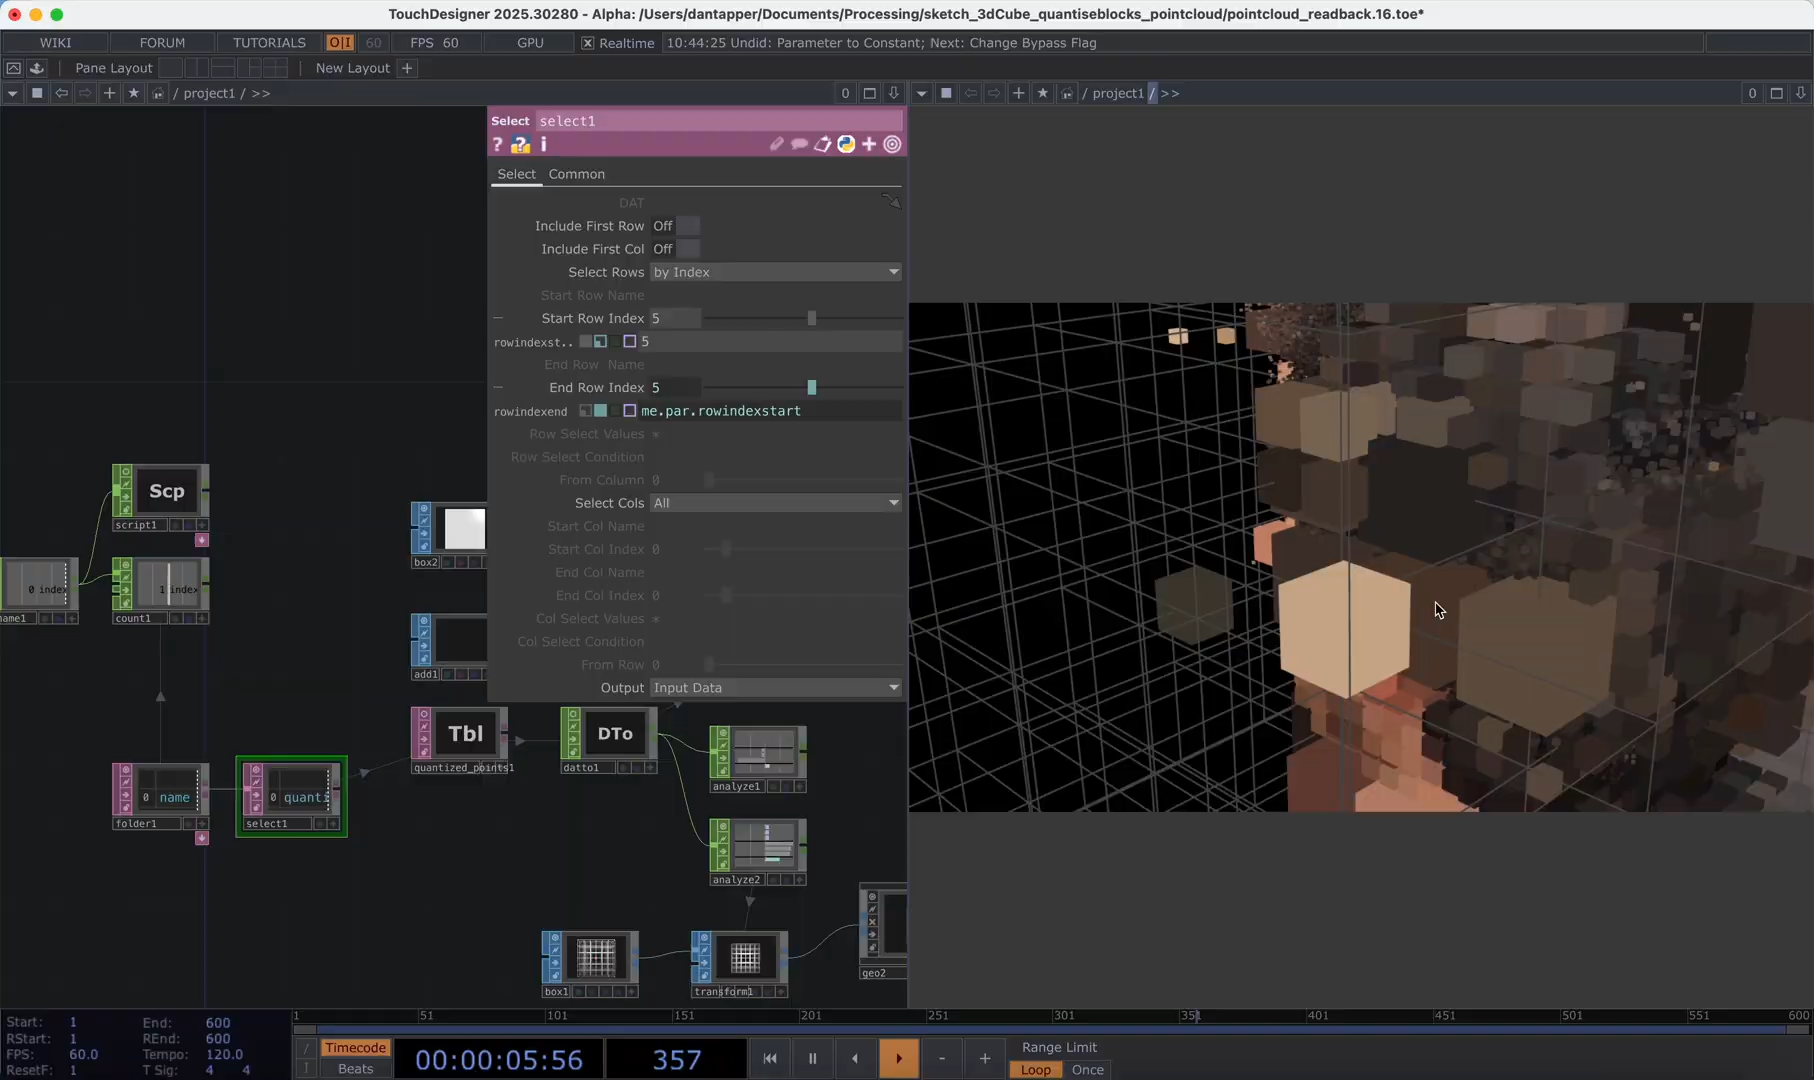 TouchDesigner 2025.30280 - Alpha: /Users/dantapper/Documents/Processing/sketch_3dCube_quantiseblocks_pointcloud/pointcloud_readback.16.toe*
WIKI FORUM TUTORIALS O|I 60 FPS 60 GPU Realtime 10:44:25 Undid: Parameter to Constant; Next: Change Bypass Flag
Pane Layout New Layout +
/ project1 / >> 0
/ project1 / >> 0
Select select1
? ? i
Select Common
DAT
Include First Row Off
Include First Col Off
Select Rows by Index
Start Row Name
Start Row Index 5
rowindexst.. 5
End Row Name
End Row Index 5
rowindexend me.par.rowindexstart
Row Select Values *
Row Select Condition
From Column 0
Select Cols All
Start Col Name
Start Col Index 0
End Col Name
End Col Index 0
Col Select Values *
Col Select Condition
From Row 0
Output Input Data
Scp
script1
0 index
name1
1 index
count1
box2
add1
Tbl
quantized_points1
DTo
datto1
analyze1
0 name
folder1
0 quanti
select1
analyze2
box1
transform1
geo2
1 51 101 151 201 251 301 351 401 451 501 551 600
Start: 1 End: 600
RStart: 1 REnd: 600
FPS: 60.0 Tempo: 120.0
ResetF: 1 T Sig: 4 4
Timecode
Beats
00:00:05:56
357
- +
Range Limit
Loop Once